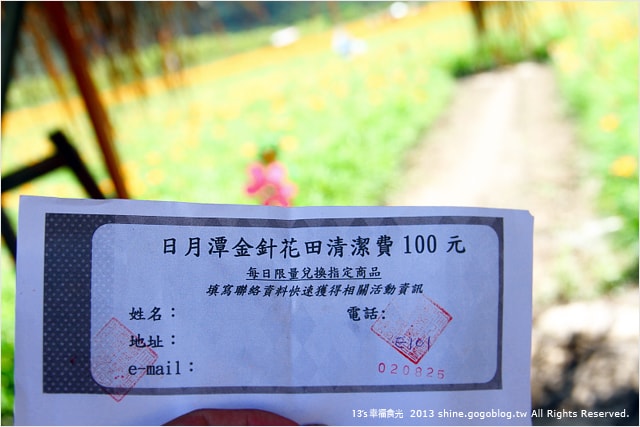 日月潭金針花田清潔費 100 元
每日限量兌換指定商品
填寫聯絡資料快速獲得相關活動資訊
姓名：
電話:
地址：
e-mail：
020825
13's 幸福食光 2013 shine.gogoblog.tw All Rights Reserved.